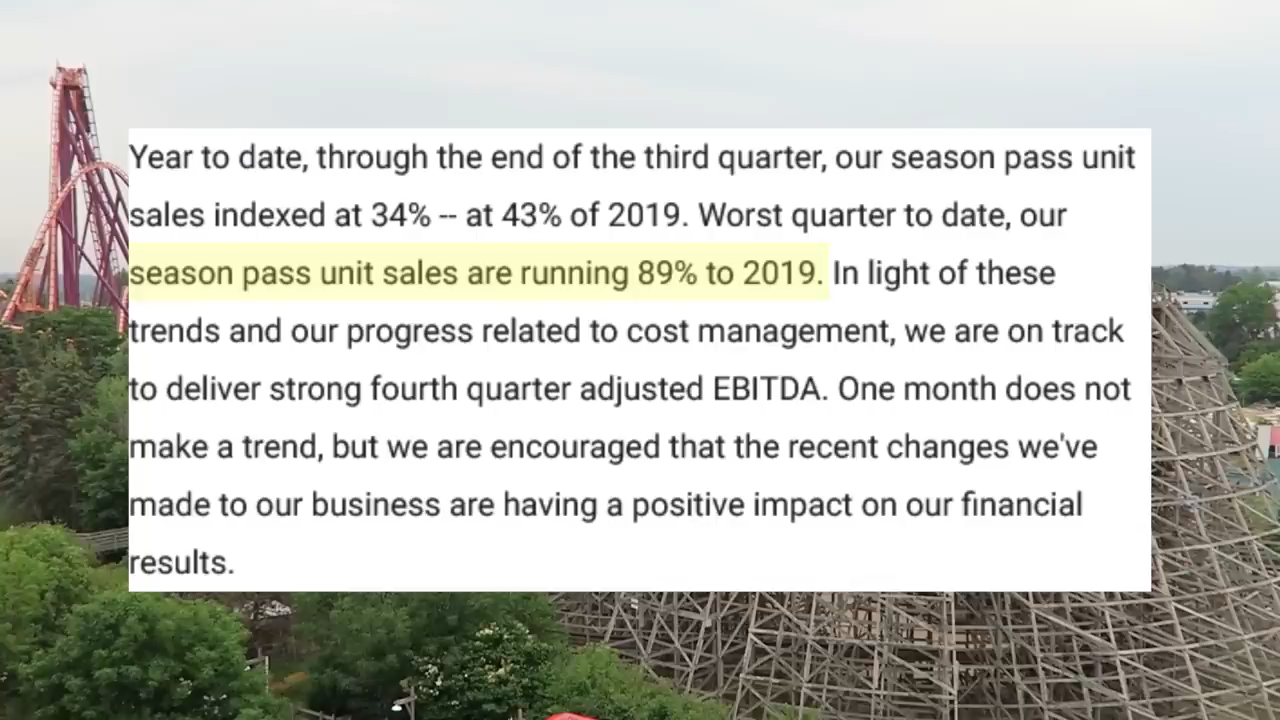 Year to date, through the end of the third quarter, our season pass unit
sales indexed at 34% -- at 43% of 2019. Worst quarter to date, our
season pass unit sales are running 89% to 2019. In light of these
trends and our progress related to cost management, we are on track
to deliver strong fourth quarter adjusted EBITDA. One month does not
make a trend, but we are encouraged that the recent changes we've
made to our business are having a positive impact on our financial
results.